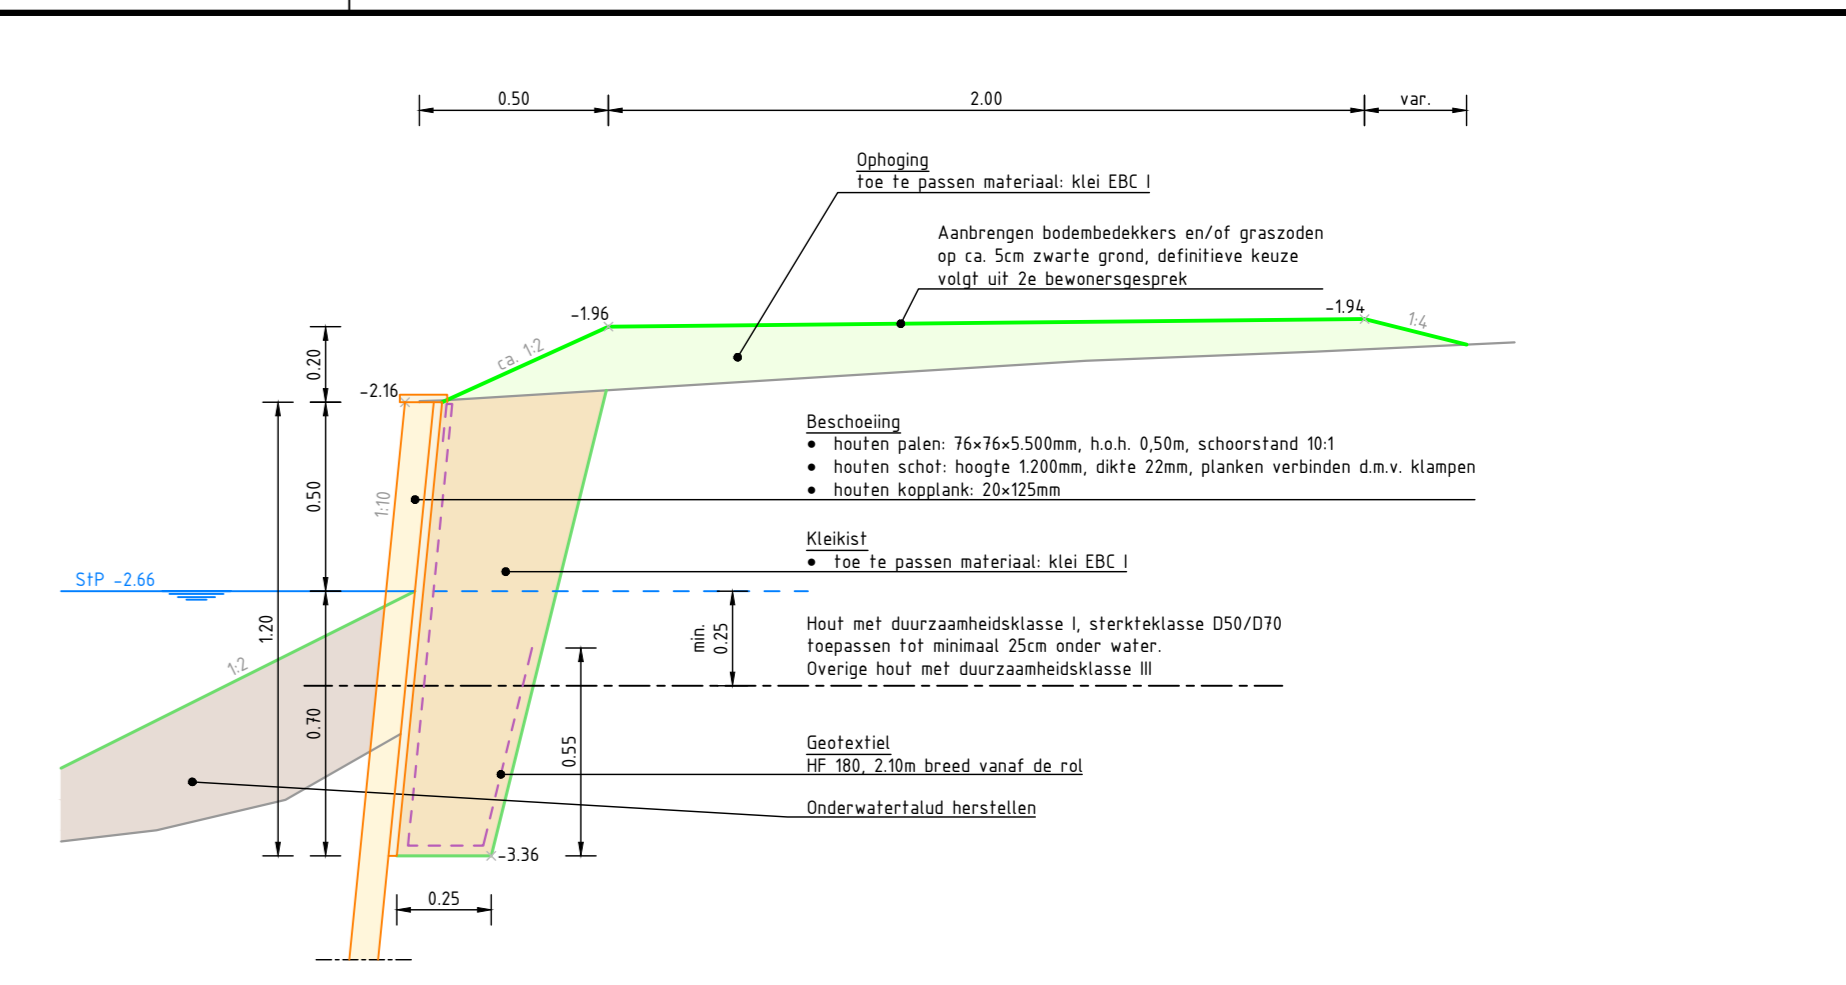 0.50
2.00
var.
Ophoging
toe te passen materiaal: klei EBC I
Aanbrengen bodembedekkers en/of graszoden
op ca. 5cm zwarte grond, definitieve keuze
volgt uit 2e bewonersgesprek
-1.96
-1.94
1:4
ca. 1:2
0.20
-2.16
Beschoeiing
• houten palen: 76×76×5.500mm, h.o.h. 0,50m, schoorstand 10:1
• houten schot: hoogte 1.200mm, dikte 22mm, planken verbinden d.m.v. klampen
• houten kopplank: 20×125mm
0.50
1:10
Kleikist
• toe te passen materiaal: klei EBC I
StP -2.66
1.20
min.
0.25
Hout met duurzaamheidsklasse I, sterkteklasse D50/D70
toepassen tot minimaal 25cm onder water.
Overige hout met duurzaamheidsklasse III
1:2
0.70
0.55
Geotextiel
HF 180, 2.10m breed vanaf de rol
Onderwatertalud herstellen
-3.36
0.25